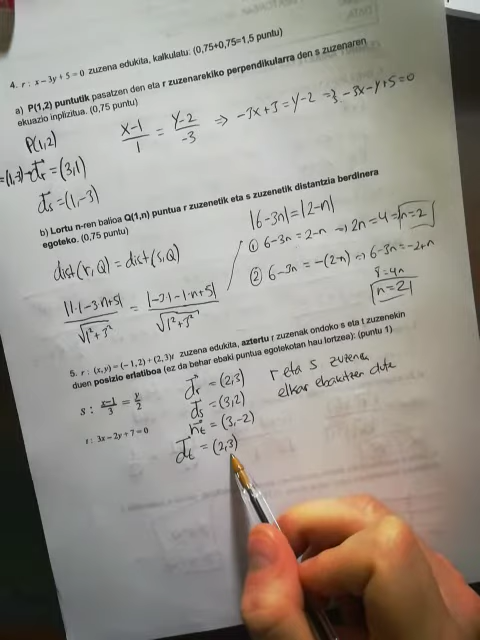 4. r : x − 3y + 5 = 0 zuzena edukita, kalkulatu: (0,75+0,75=1,5 puntu)
a) P(1,2) puntutik pasatzen den eta r zuzenarekiko perpendikularra den s zuzenaren
ekuazio inplizitua. (0,75 puntu)
P(1,2)
x-1/1 = y-2/-3 ⇒ -3x+3=y-2 ⇒ -3x-y+5=0
d⃗r = (3,1)
d⃗s = (1,-3)
b) Lortu n-ren balioa Q(1,n) puntua r zuzenetik eta s zuzenetik distantzia berdinera
egoteko. (0,75 puntu)
dist(r,Q) = dist(s,Q)
|1·1-3·n+5|/√1²+3² = |-3·1-1·n+5|/√1²+3²
|6-3n|=|2-n|
① 6-3n=2-n → 2n=4 → n=2
② 6-3n=-(2-n) → 6-3n=-2+n
8=4n
n=2
5. r : (x, y) = (−1, 2) + (2, 3)t zuzena edukita, aztertu r zuzenak ondoko s eta t zuzenekin
duen posizio erlatiboa (ez da behar ebaki puntua egotekotan hau lortzea): (puntu 1)
s : x−1/3 = y/2
t : 3x − 2y + 7 = 0
d⃗r = (2,3)
d⃗s = (3,2)
n⃗t = (3,-2)
d⃗t = (2,3)
r eta s zuzenak
elkar ebakitzen dute